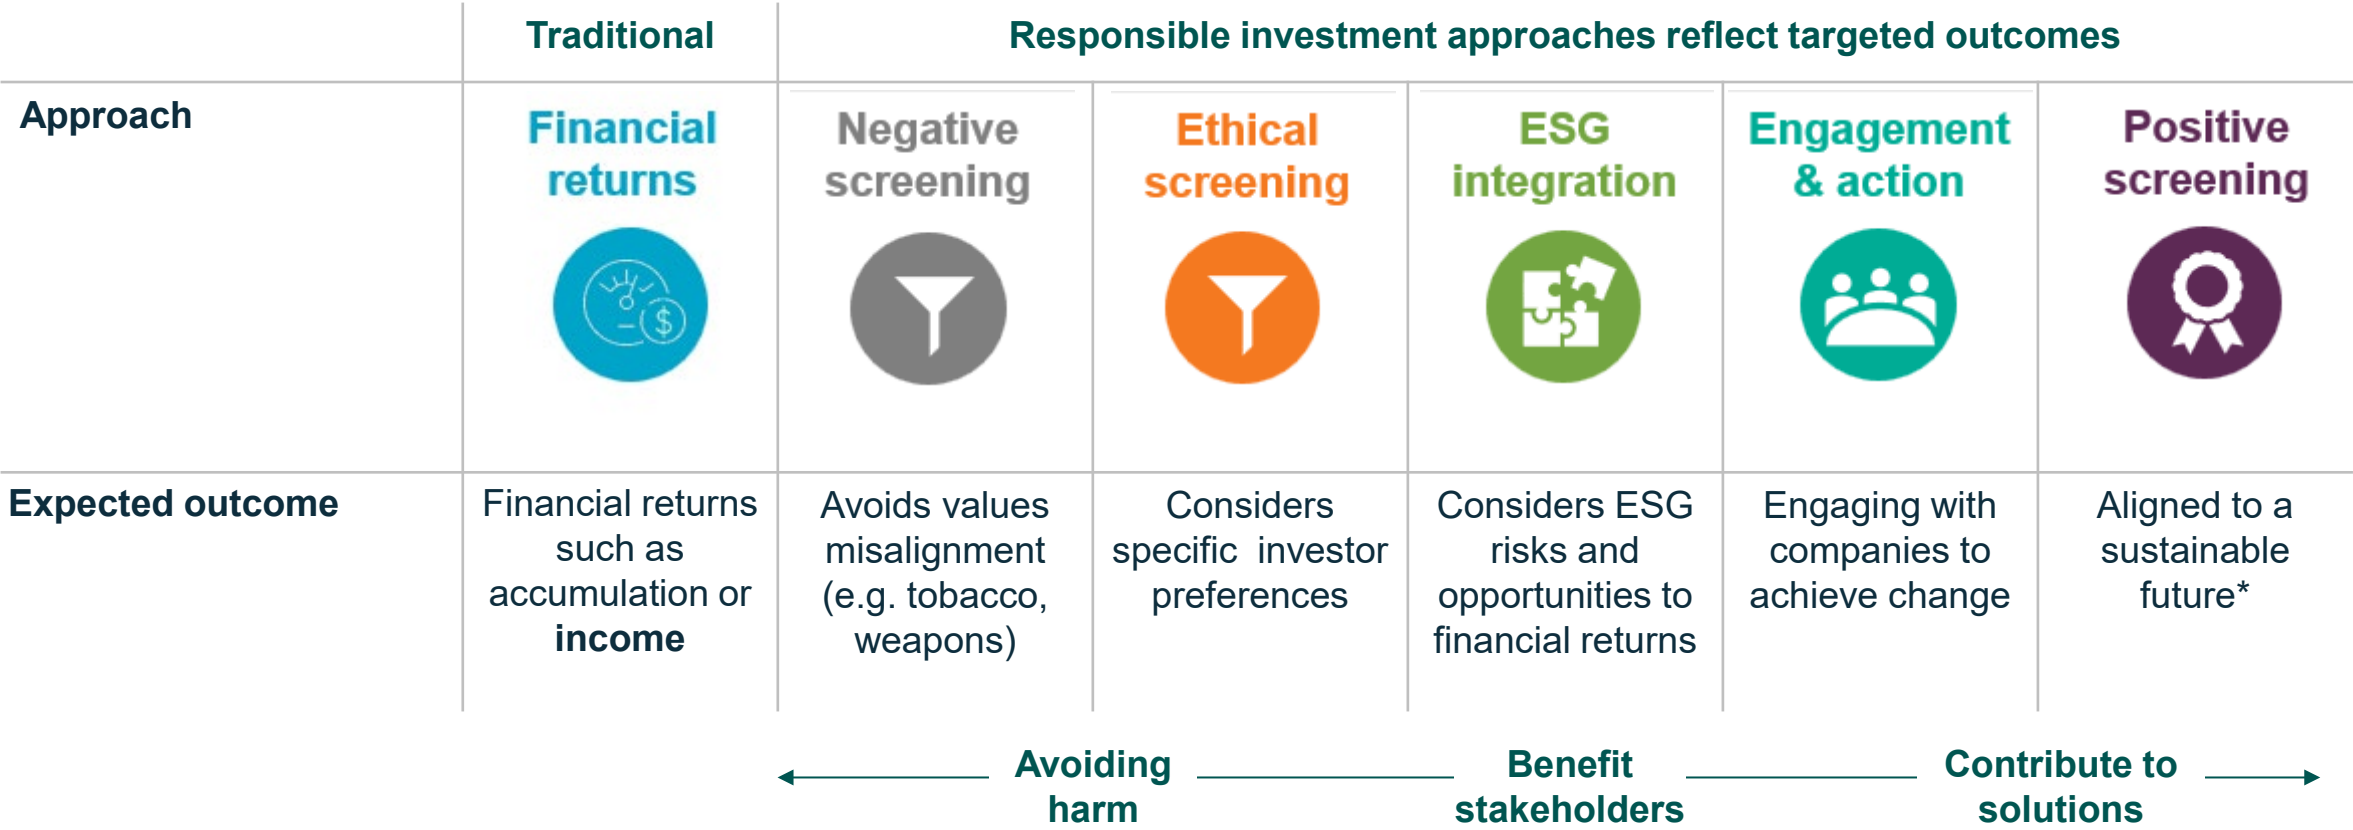 Traditional
Responsible investment approaches reflect targeted outcomes
Approach
Financial
returns
Negative
screening
Ethical
screening
ESG
integration
Engagement
& action
Positive
screening
$
Expected outcome
Financial returns
such as
accumulation or
income
Avoids values
misalignment
(e.g. tobacco,
weapons)
Considers
specific  investor
preferences
Considers ESG
risks and
opportunities to
financial returns
Engaging with
companies to
achieve change
Aligned to a
sustainable
future*
Avoiding
harm
Benefit
stakeholders
Contribute to
solutions